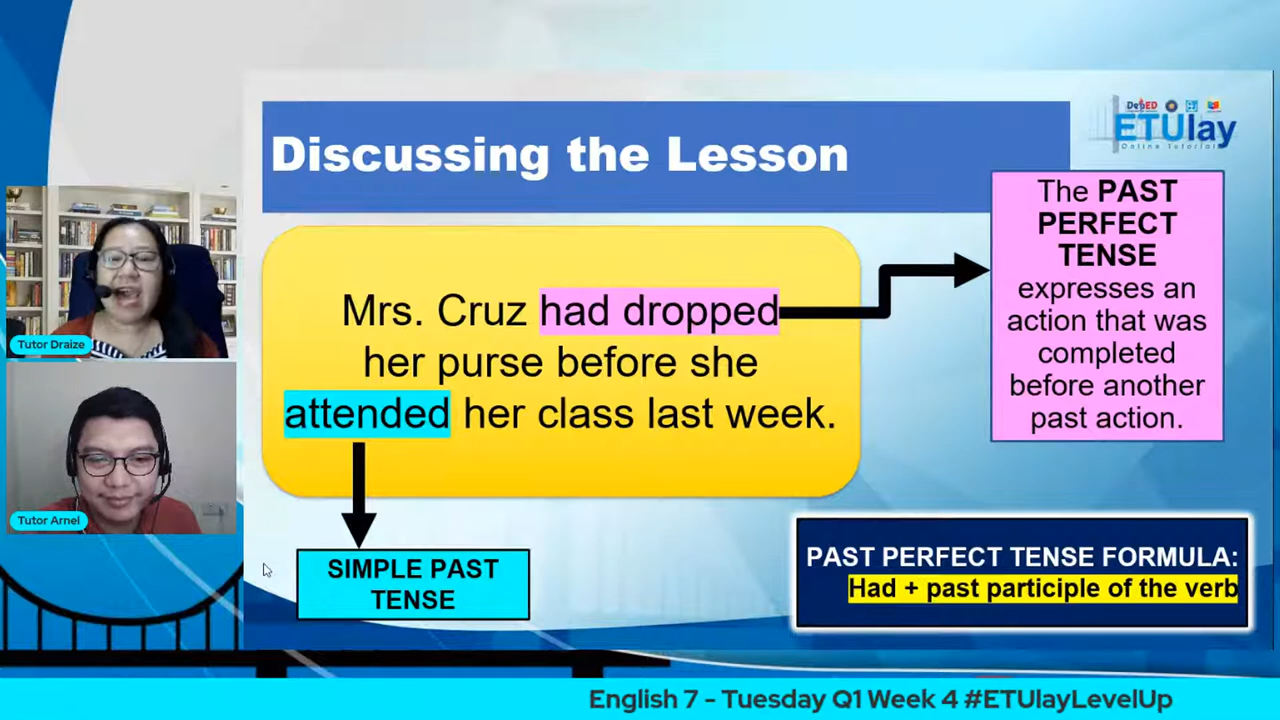 Discussing the Lesson
DepED
ETUlay
Online Tutorial
The PAST
PERFECT
TENSE
expresses an
action that was
completed
before another
past action.
Mrs. Cruz had dropped
her purse before she
attended her class last week.
Tutor Draize
Tutor Arnel
SIMPLE PAST
TENSE
PAST PERFECT TENSE FORMULA:
Had + past participle of the verb
English 7 - Tuesday Q1 Week 4 #ETUlayLevelUp